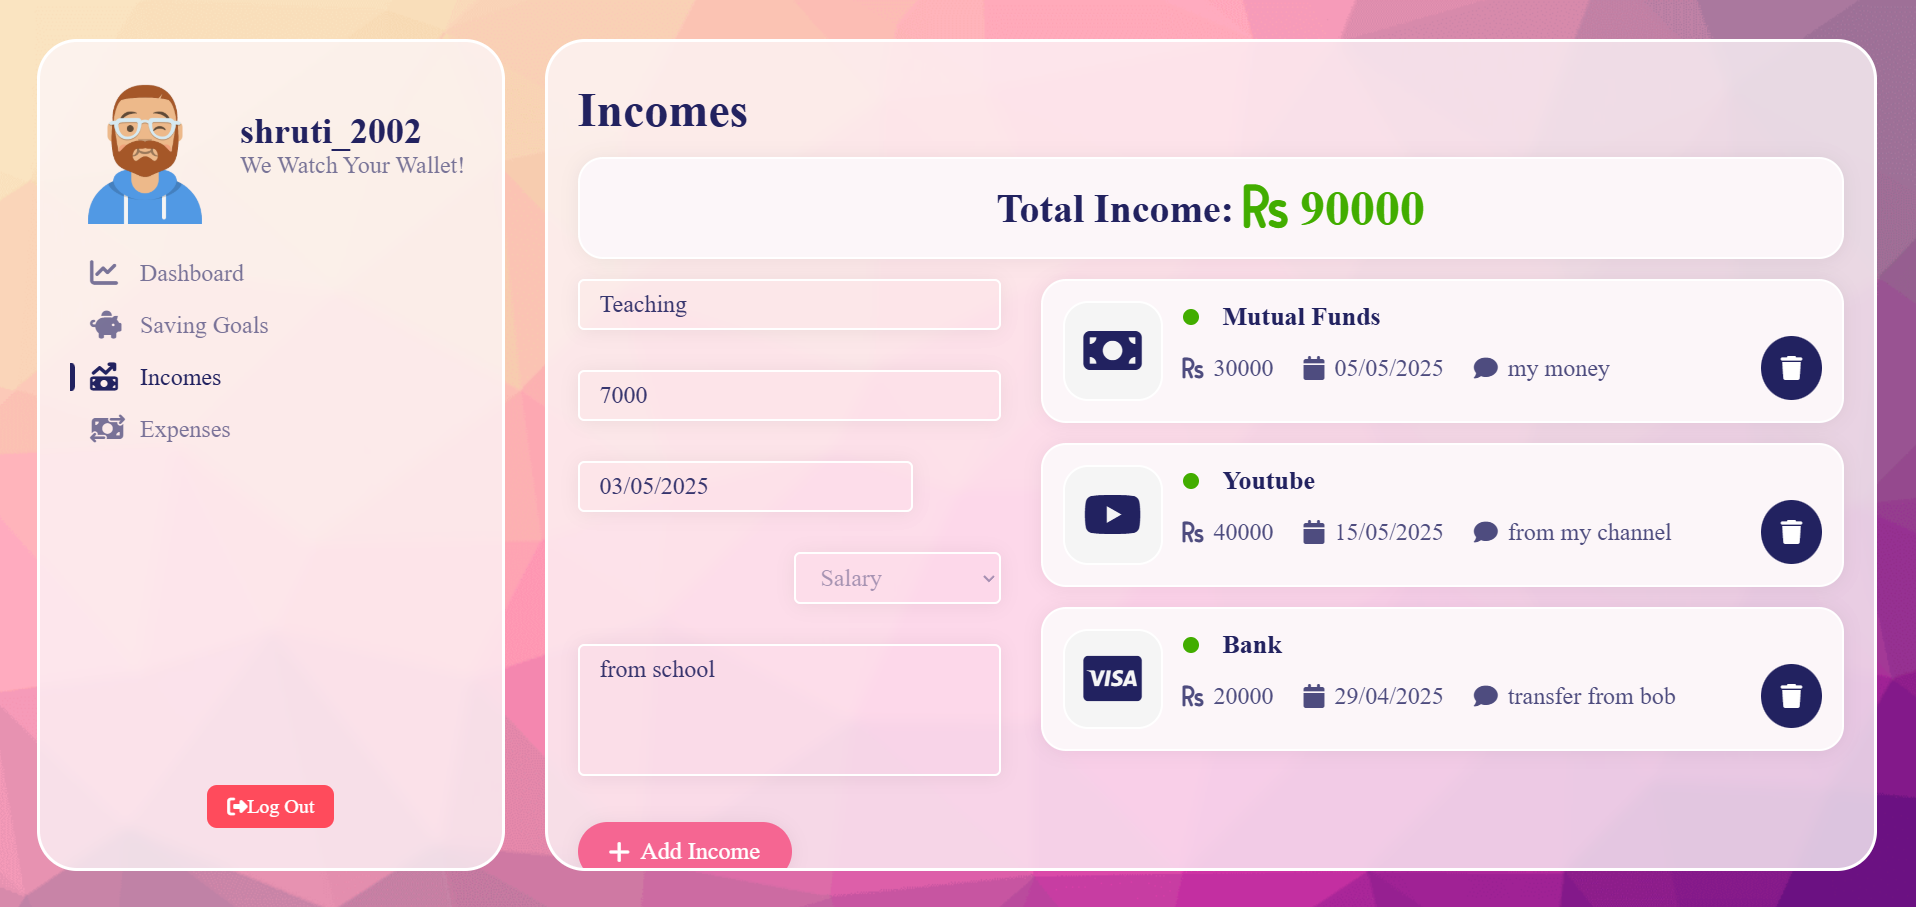 shruti_2002
We Watch Your Wallet!
Dashboard
Saving Goals
Incomes
Expenses
Log Out
Incomes
Total Income: Rs 90000
Teaching
7000
03/05/2025
Salary
from school
Add Income
Mutual Funds
Rs 30000 05/05/2025 my money
Youtube
Rs 40000 15/05/2025 from my channel
VISA
Bank
Rs 20000 29/04/2025 transfer from bob